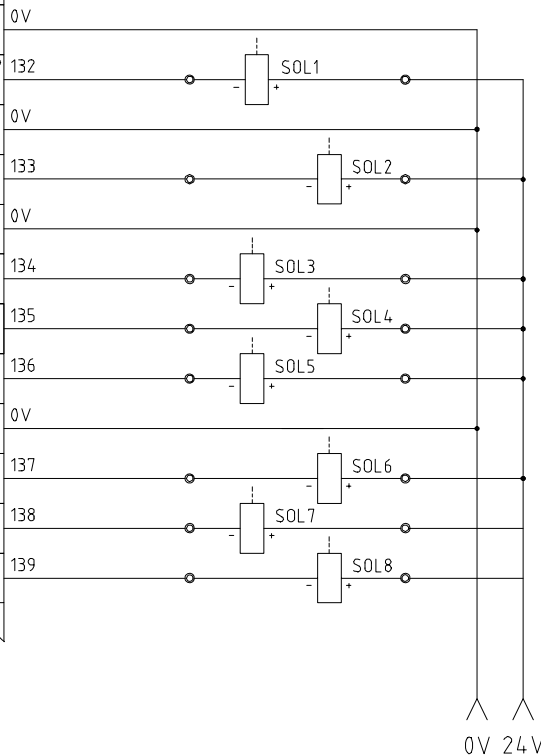 0V
132 SOL1
- +
0V
133 SOL2
- +
0V
134 SOL3
- +
135 SOL4
- +
136 SOL5
- +
0V
137 SOL6
- +
138 SOL7
- +
139 SOL8
- +
0V 24V